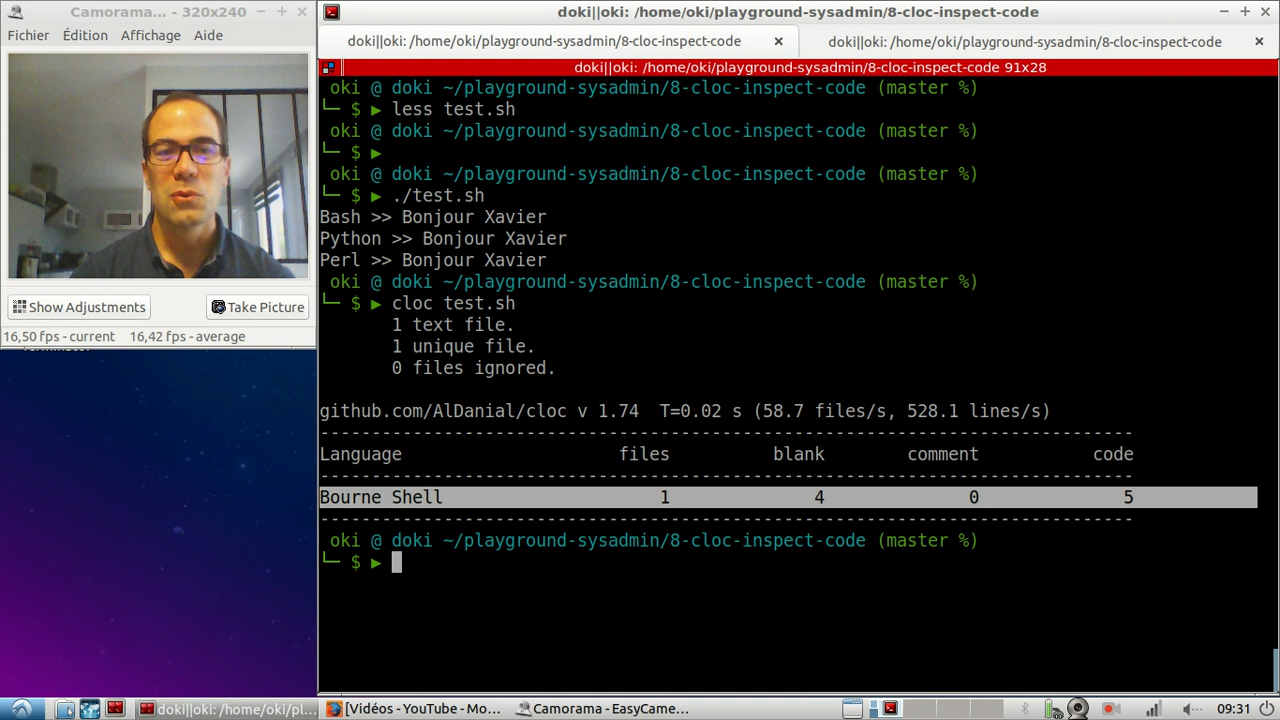 Camorama... - 320x240
Fichier Édition Affichage Aide
Show Adjustments
Take Picture
16,50 fps - current 16,42 fps - average
doki||oki: /home/oki/playground-sysadmin/8-cloc-inspect-code
doki||oki: /home/oki/playground-sysadmin/8-cloc-inspect-code
doki||oki: /home/oki/playground-sysadmin/8-cloc-inspect-code
doki||oki: /home/oki/playground-sysadmin/8-cloc-inspect-code 91x28
oki @ doki ~/playground-sysadmin/8-cloc-inspect-code (master %)
└─ $ ▶ less test.sh
oki @ doki ~/playground-sysadmin/8-cloc-inspect-code (master %)
└─ $ ▶
oki @ doki ~/playground-sysadmin/8-cloc-inspect-code (master %)
└─ $ ▶ ./test.sh
Bash >> Bonjour Xavier
Python >> Bonjour Xavier
Perl >> Bonjour Xavier
oki @ doki ~/playground-sysadmin/8-cloc-inspect-code (master %)
└─ $ ▶ cloc test.sh
1 text file.
1 unique file.
0 files ignored.
github.com/AlDanial/cloc v 1.74 T=0.02 s (58.7 files/s, 528.1 lines/s)
-------------------------------------------------------------------------------
Language files blank comment code
-------------------------------------------------------------------------------
Bourne Shell 1 4 0 5
-------------------------------------------------------------------------------
oki @ doki ~/playground-sysadmin/8-cloc-inspect-code (master %)
└─ $ ▶
doki||oki: /home/oki/pl...
[Vidéos - YouTube - Mo...
Camorama - EasyCame...
09:31